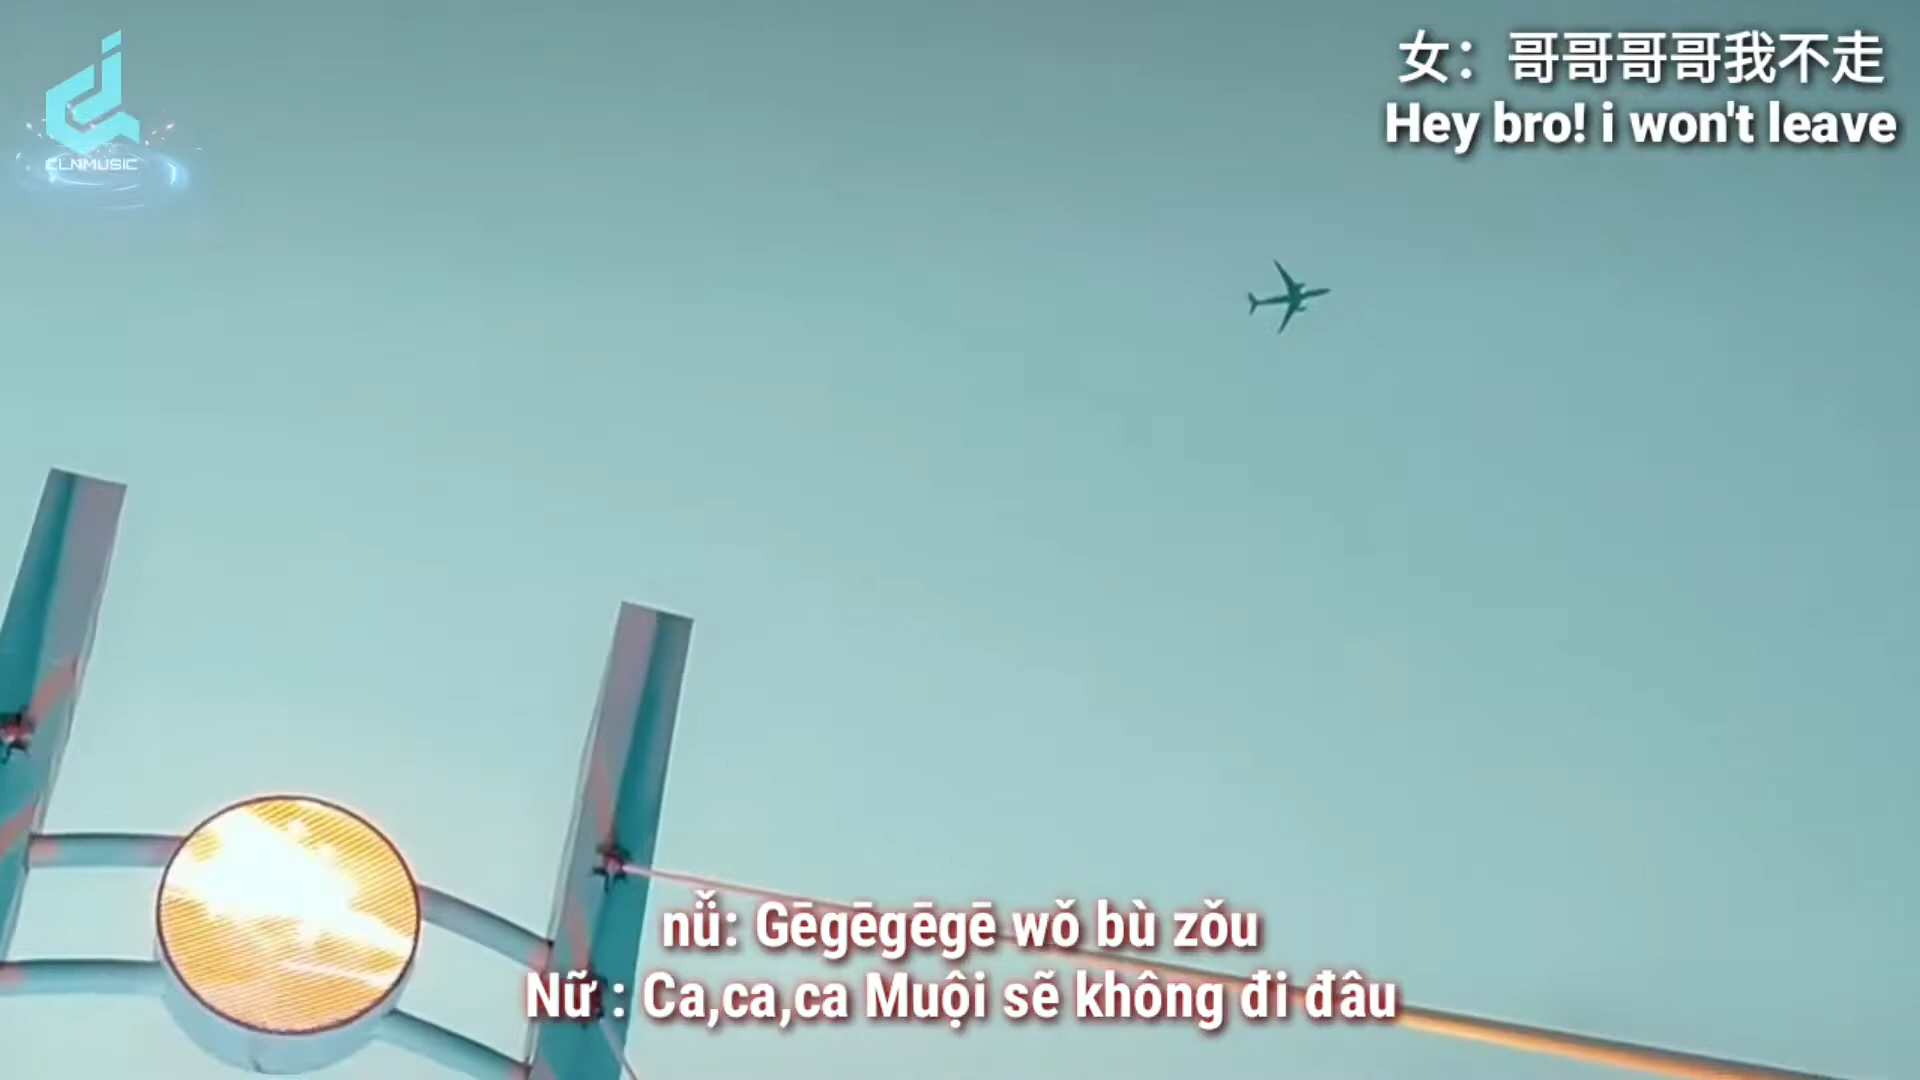 CLNMUSIC
女：哥哥哥哥我不走
Hey bro! i won't leave
nǚ: Gēgēgēgē wǒ bù zǒu
Nữ : Ca,ca,ca Muội sẽ không đi đâu